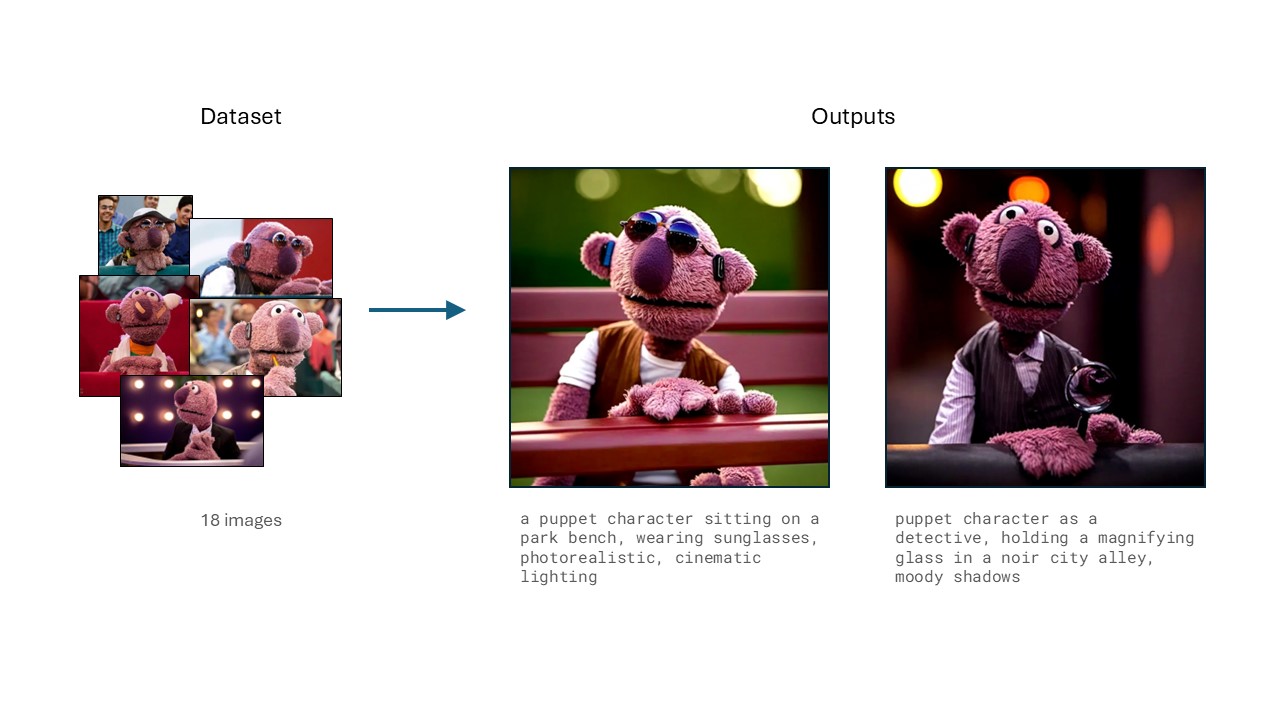 Dataset
Outputs
18 images
a puppet character sitting on a
park bench, wearing sunglasses,
photorealistic, cinematic
lighting
puppet character as a
detective, holding a magnifying
glass in a noir city alley,
moody shadows